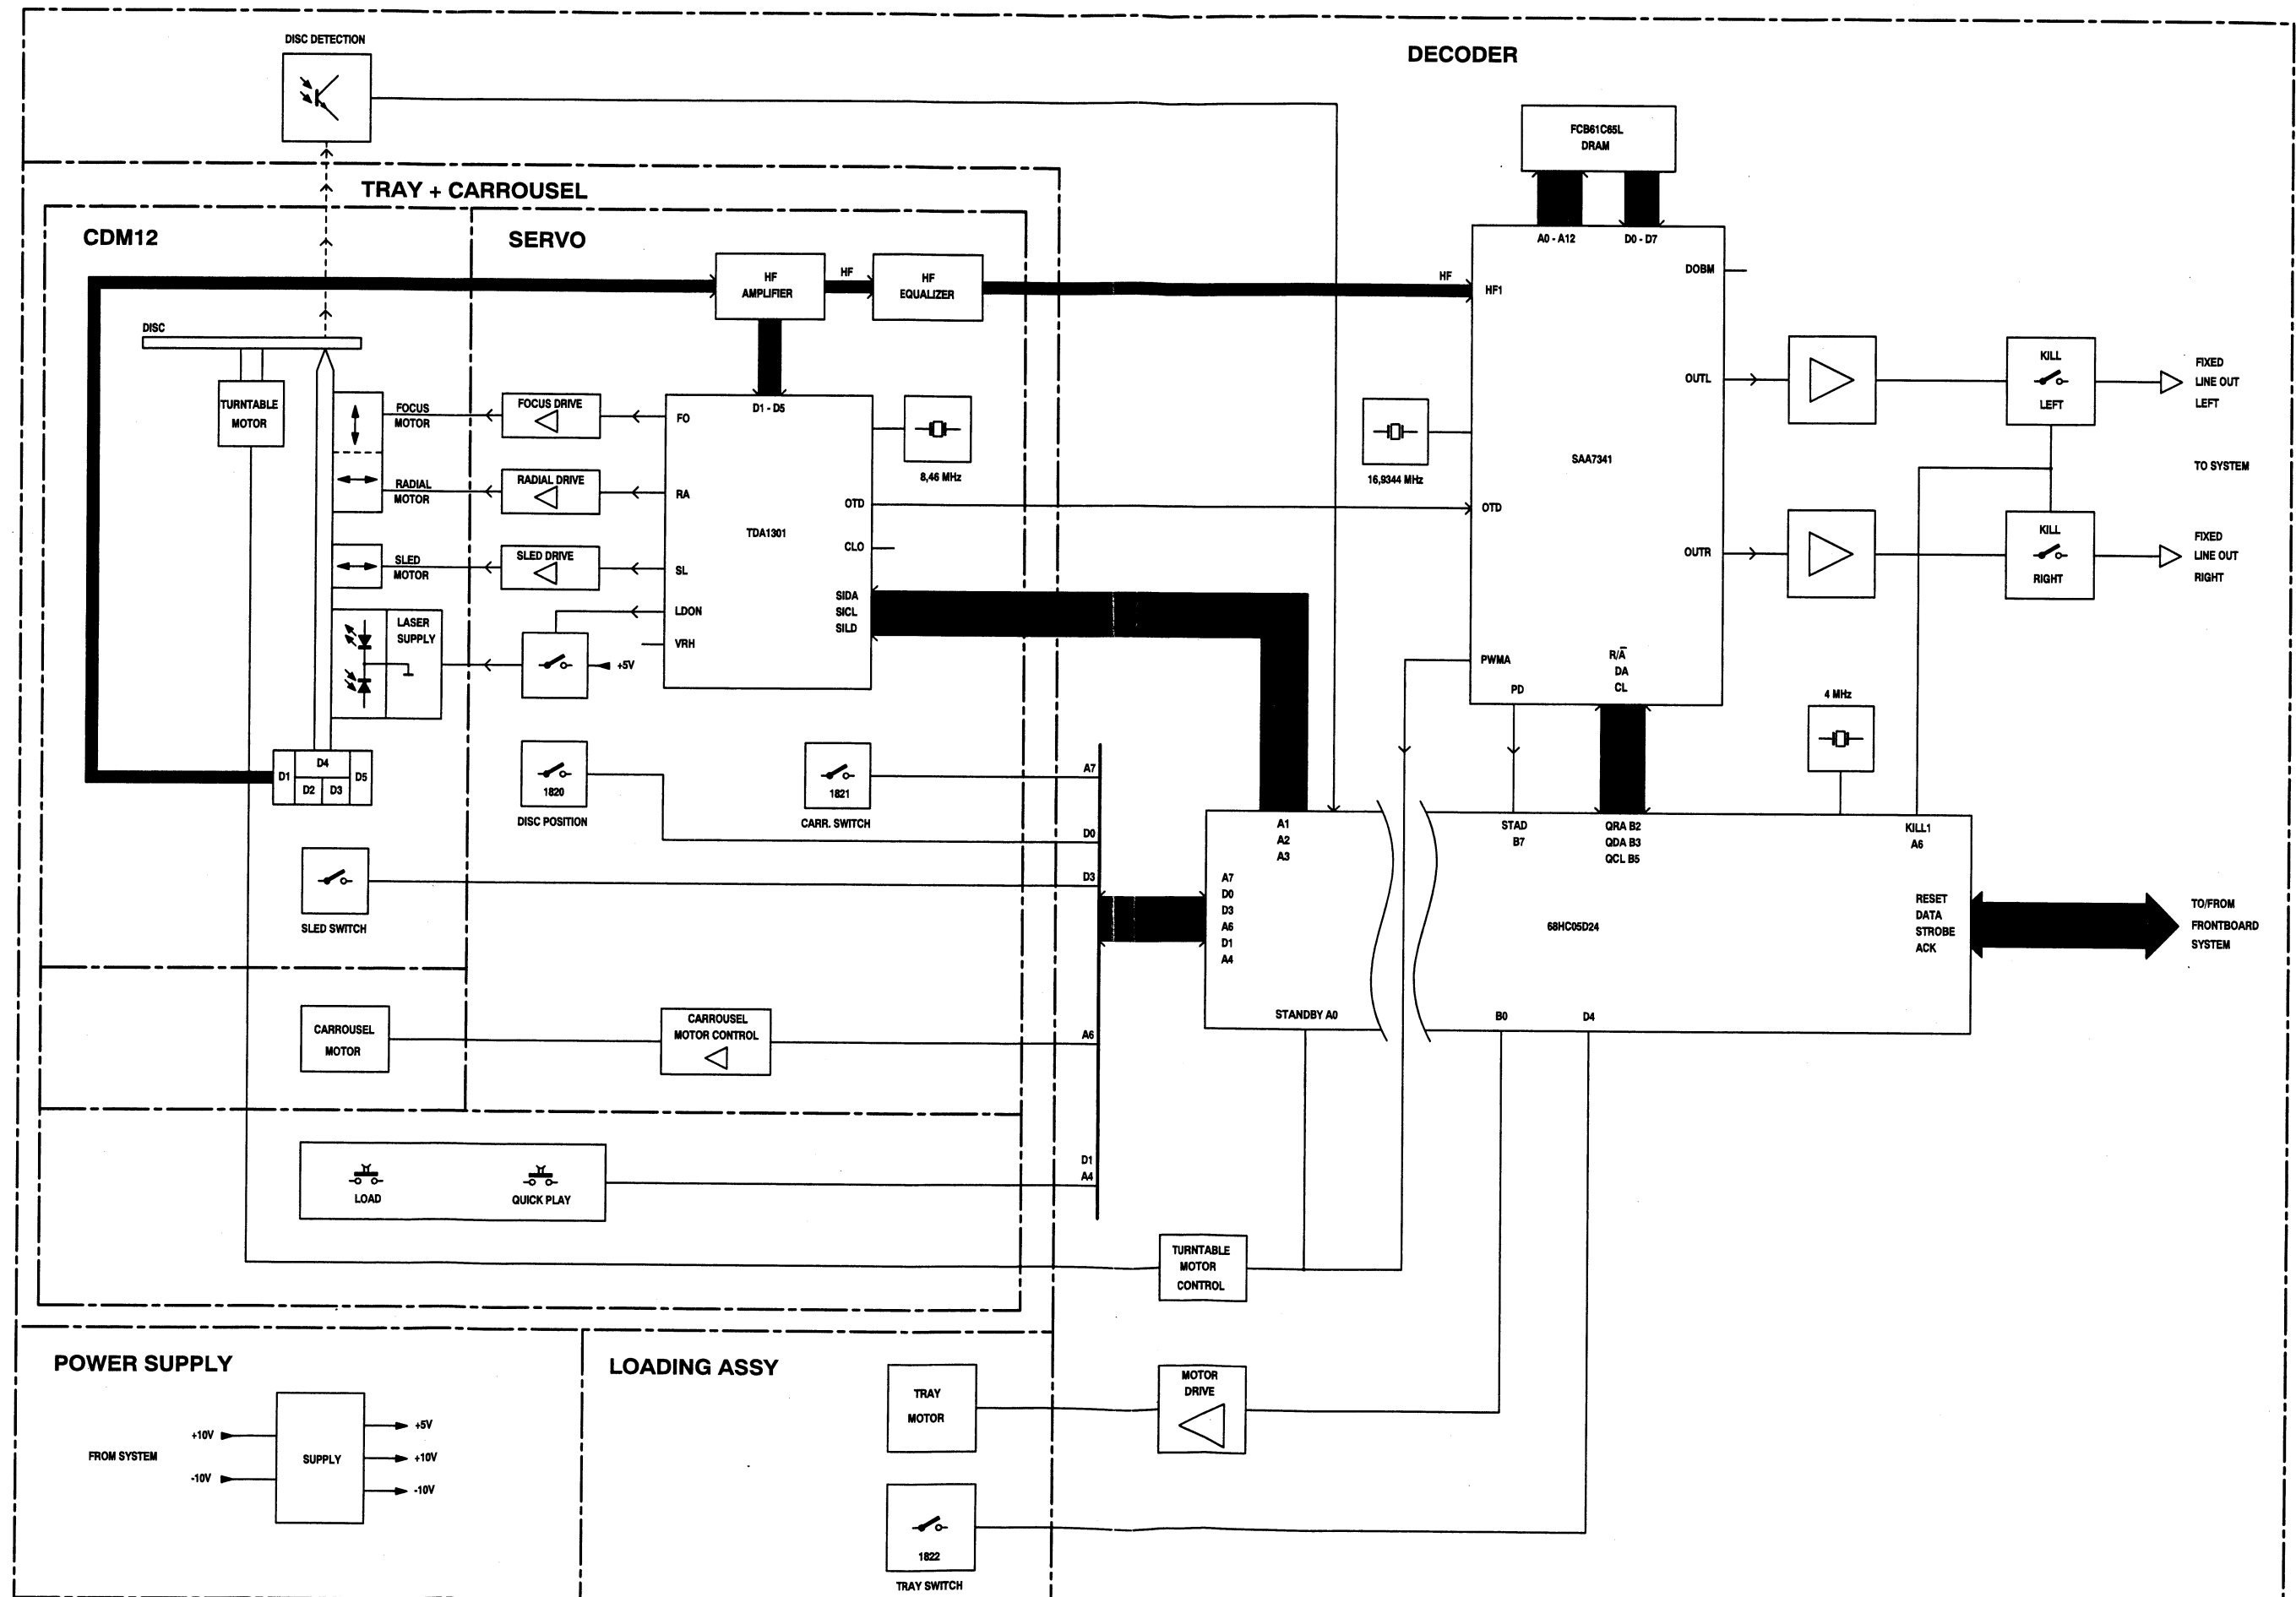 DISC DETECTION
DECODER
FCB61C65L
DRAM
TRAY + CARROUSEL
CDM12
SERVO
A0 - A12
D0 - D7
HF
AMPLIFIER
HF
HF
EQUALIZER
HF
HF1
DOBM
DISC
TURNTABLE
MOTOR
FOCUS
MOTOR
FOCUS DRIVE
FO
D1 - D5
8,46 MHz
16,9344 MHz
SAA7341
OUTL
KILL
LEFT
FIXED
LINE OUT
LEFT
TO SYSTEM
RADIAL
MOTOR
RADIAL DRIVE
RA
TDA1301
OTD
OTD
OUTR
KILL
RIGHT
FIXED
LINE OUT
RIGHT
CLO
SLED
MOTOR
SLED DRIVE
SL
SIDA
SICL
SILD
LASER
SUPPLY
LDON
VRH
+5V
PWMA
PD
R/A̅
DA
CL
4 MHz
D1
D4
D5
D2
D3
1820
DISC POSITION
1821
CARR. SWITCH
A7
D0
D3
SLED SWITCH
A1
A2
A3
STAD
B7
QRA B2
QDA B3
QCL B5
KILL1
A6
A7
D0
D3
A6
D1
A4
68HC05D24
RESET
DATA
STROBE
ACK
TO/FROM
FRONTBOARD
SYSTEM
STANDBY A0
B0
D4
CARROUSEL
MOTOR
CARROUSEL
MOTOR CONTROL
A6
LOAD
QUICK PLAY
D1
A4
TURNTABLE
MOTOR
CONTROL
POWER SUPPLY
FROM SYSTEM
+10V
-10V
SUPPLY
+5V
+10V
-10V
LOADING ASSY
TRAY
MOTOR
MOTOR
DRIVE
1822
TRAY SWITCH